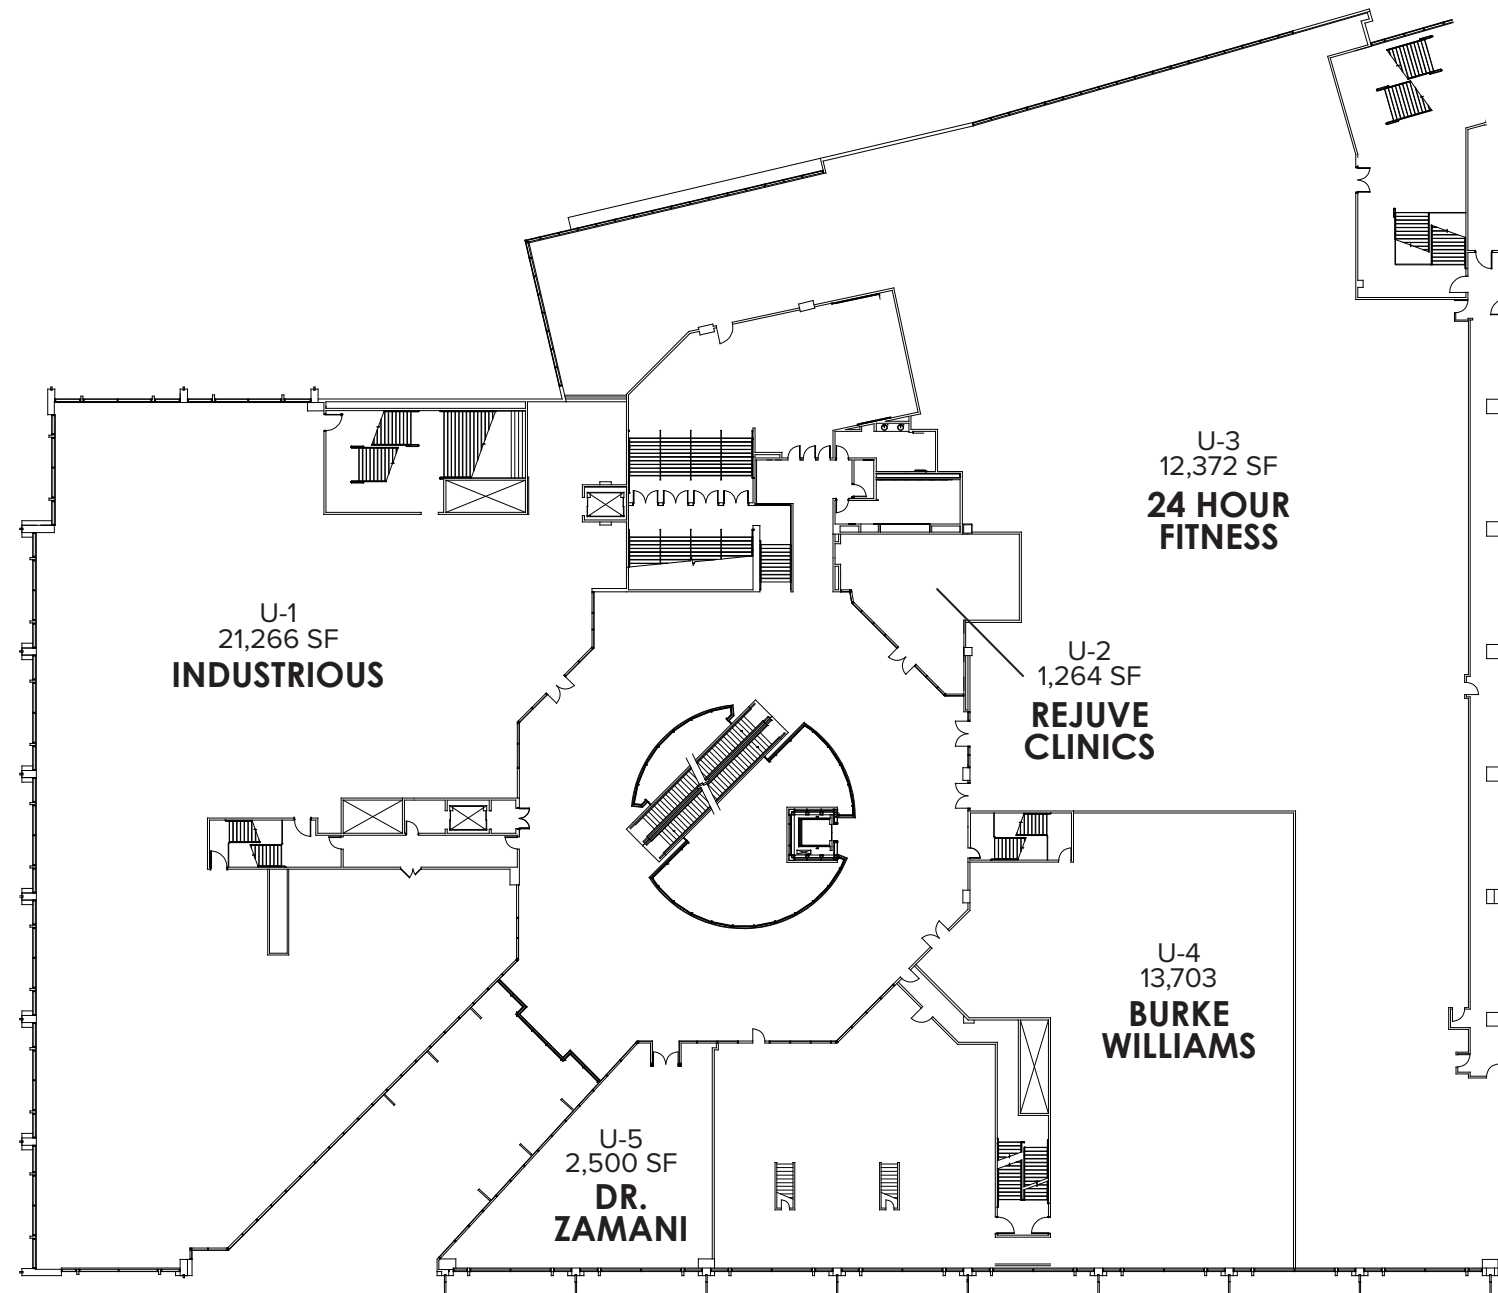 U-3
12,372 SF
24 HOUR
FITNESS
U-1
21,266 SF
INDUSTRIOUS
U-2
1,264 SF
REJUVE
CLINICS
U-4
13,703
BURKE
WILLIAMS
U-5
2,500 SF
DR.
ZAMANI